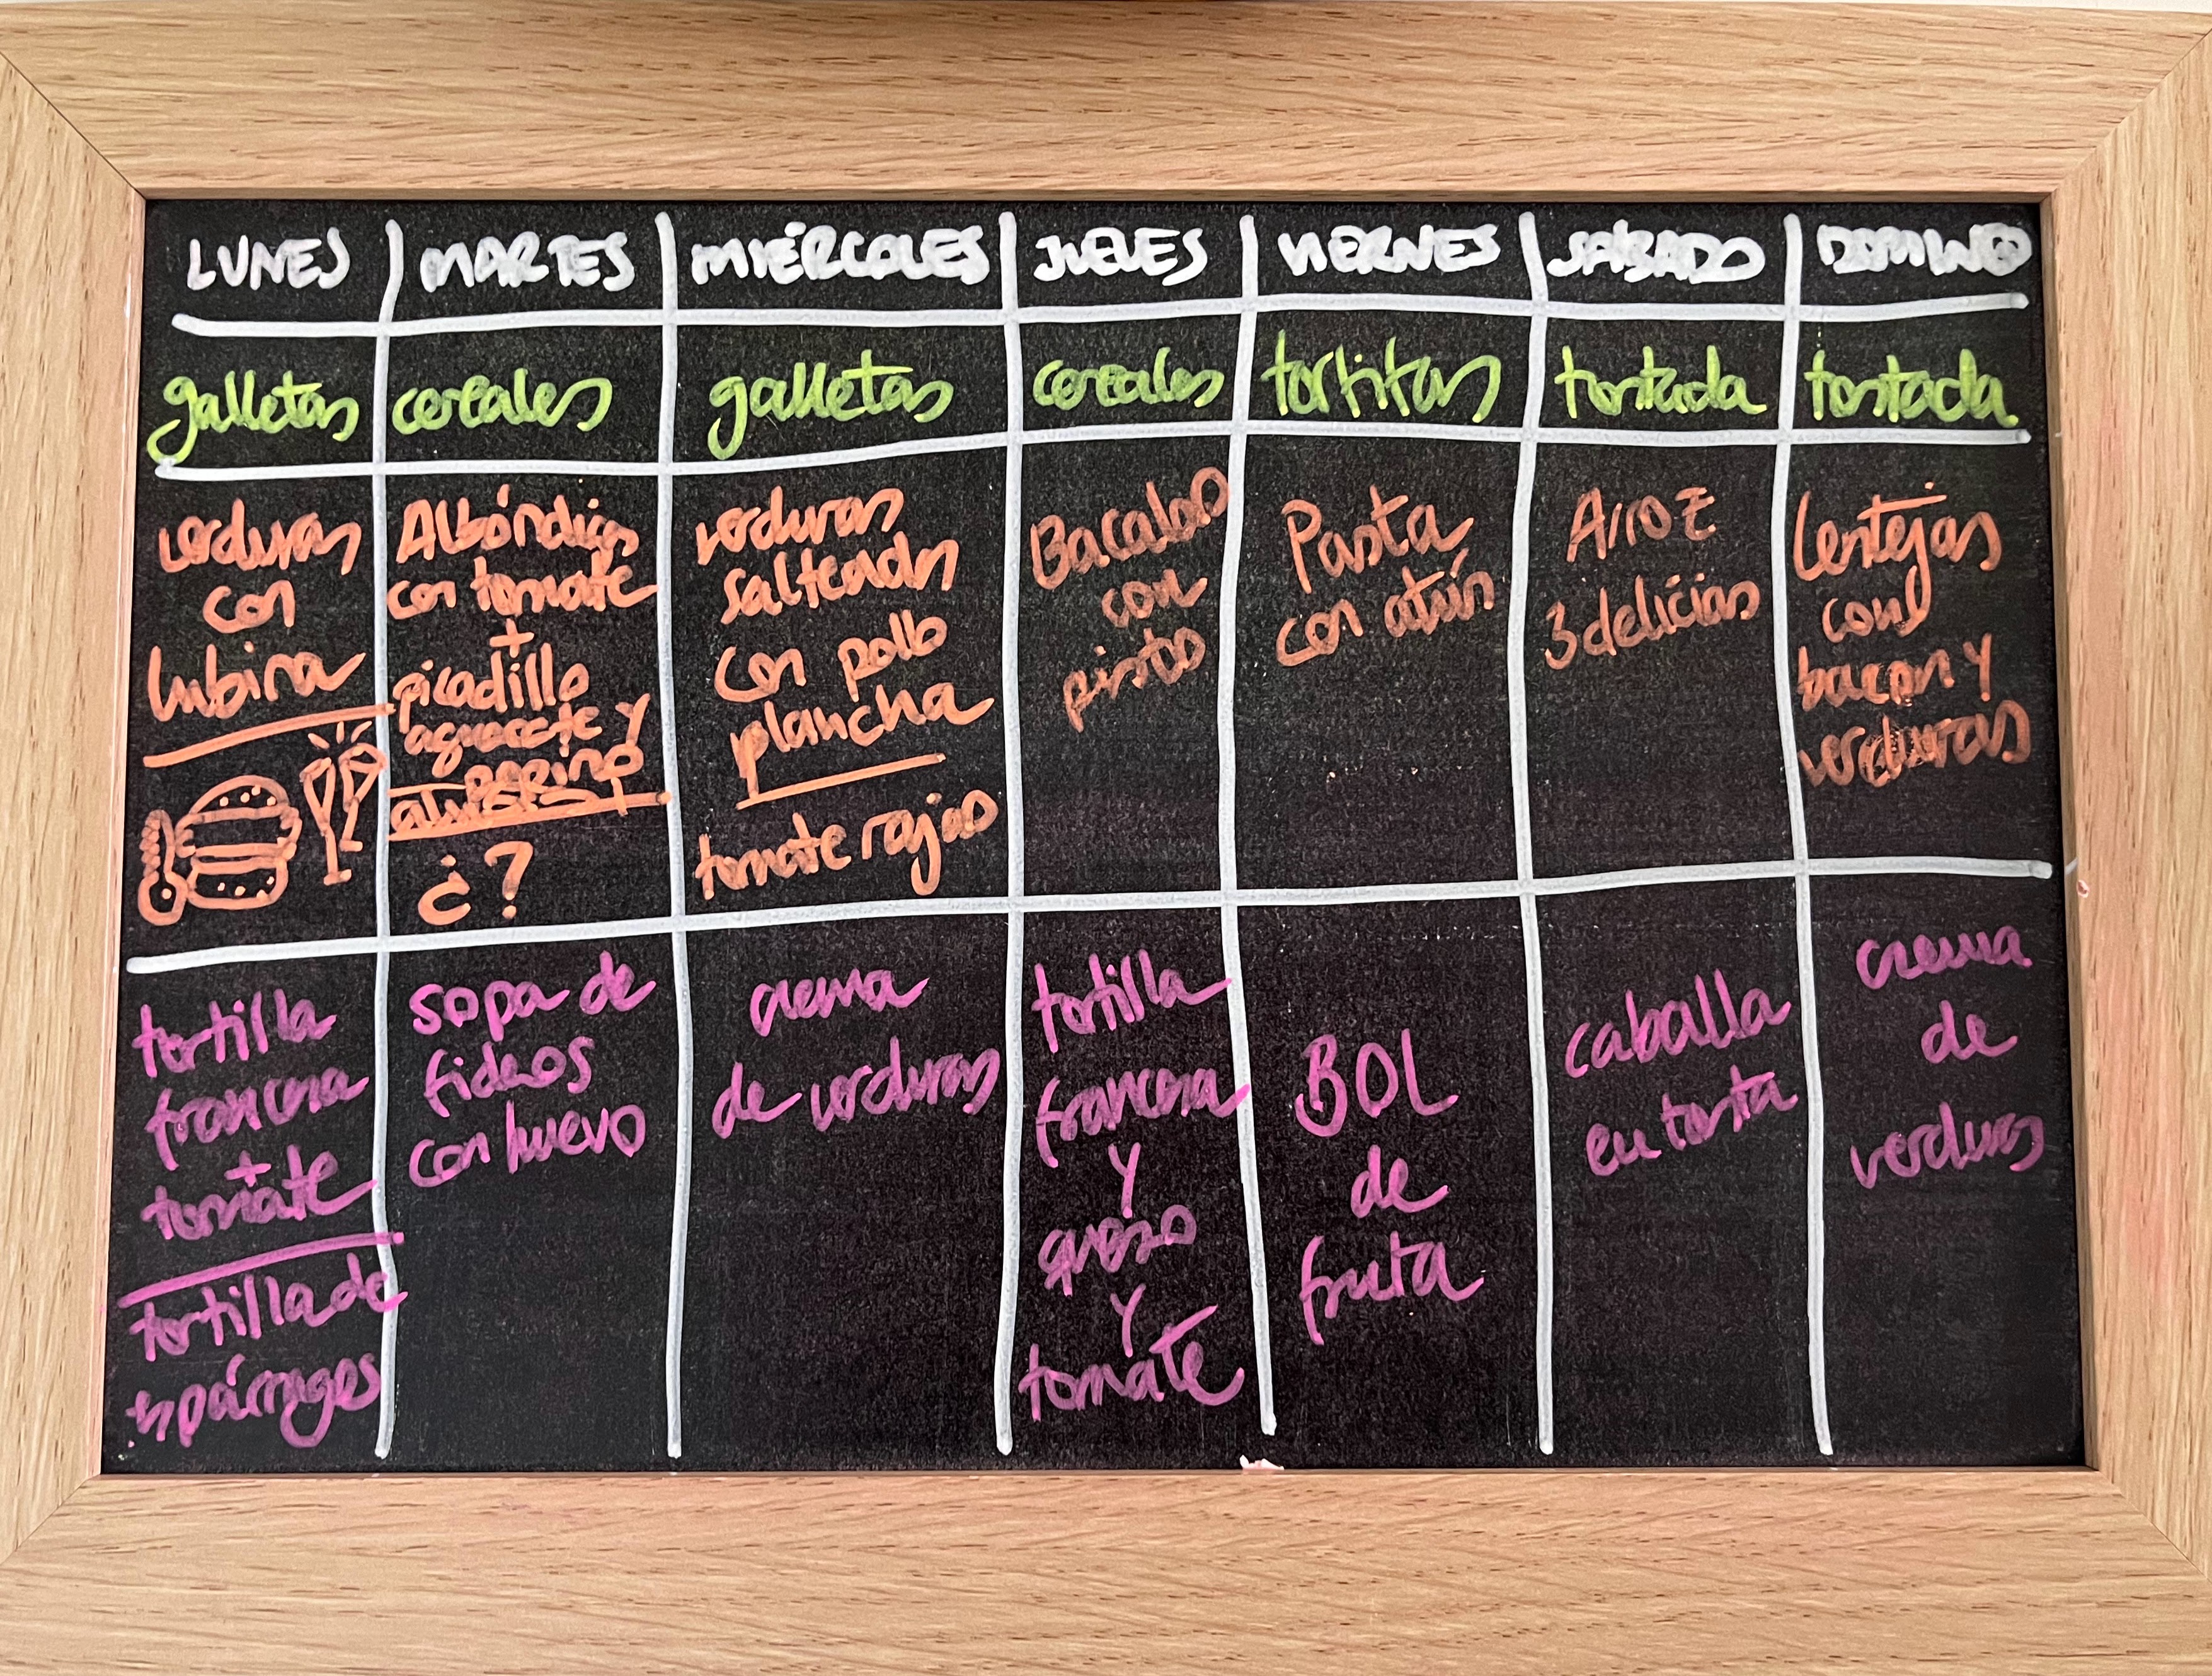 LUNES MARTES MIÉRCOLES JUEVES VIERNES SÁBADO DOMINGO
galletas cereales galletas cereales tortitas tostada tostada
verduras
con
lubina
Albóndigas
con tomate
+
picadillo
aguacate y
PEPINO
¿?
verduras
salteadas
con pollo
plancha
tomate rajas
Bacalao
con
pisto
Pasta
con atún
Arroz
3 delicias
Lentejas
con
bacon y
verduras
tortilla
francesa
+
tomate
tortilla de
espárragos
sopa de
fideos
con huevo
crema
de verduras
tortilla
francesa
y
queso
y
tomate
BOL
de
fruta
caballa
en tosta
crema
de
verduras